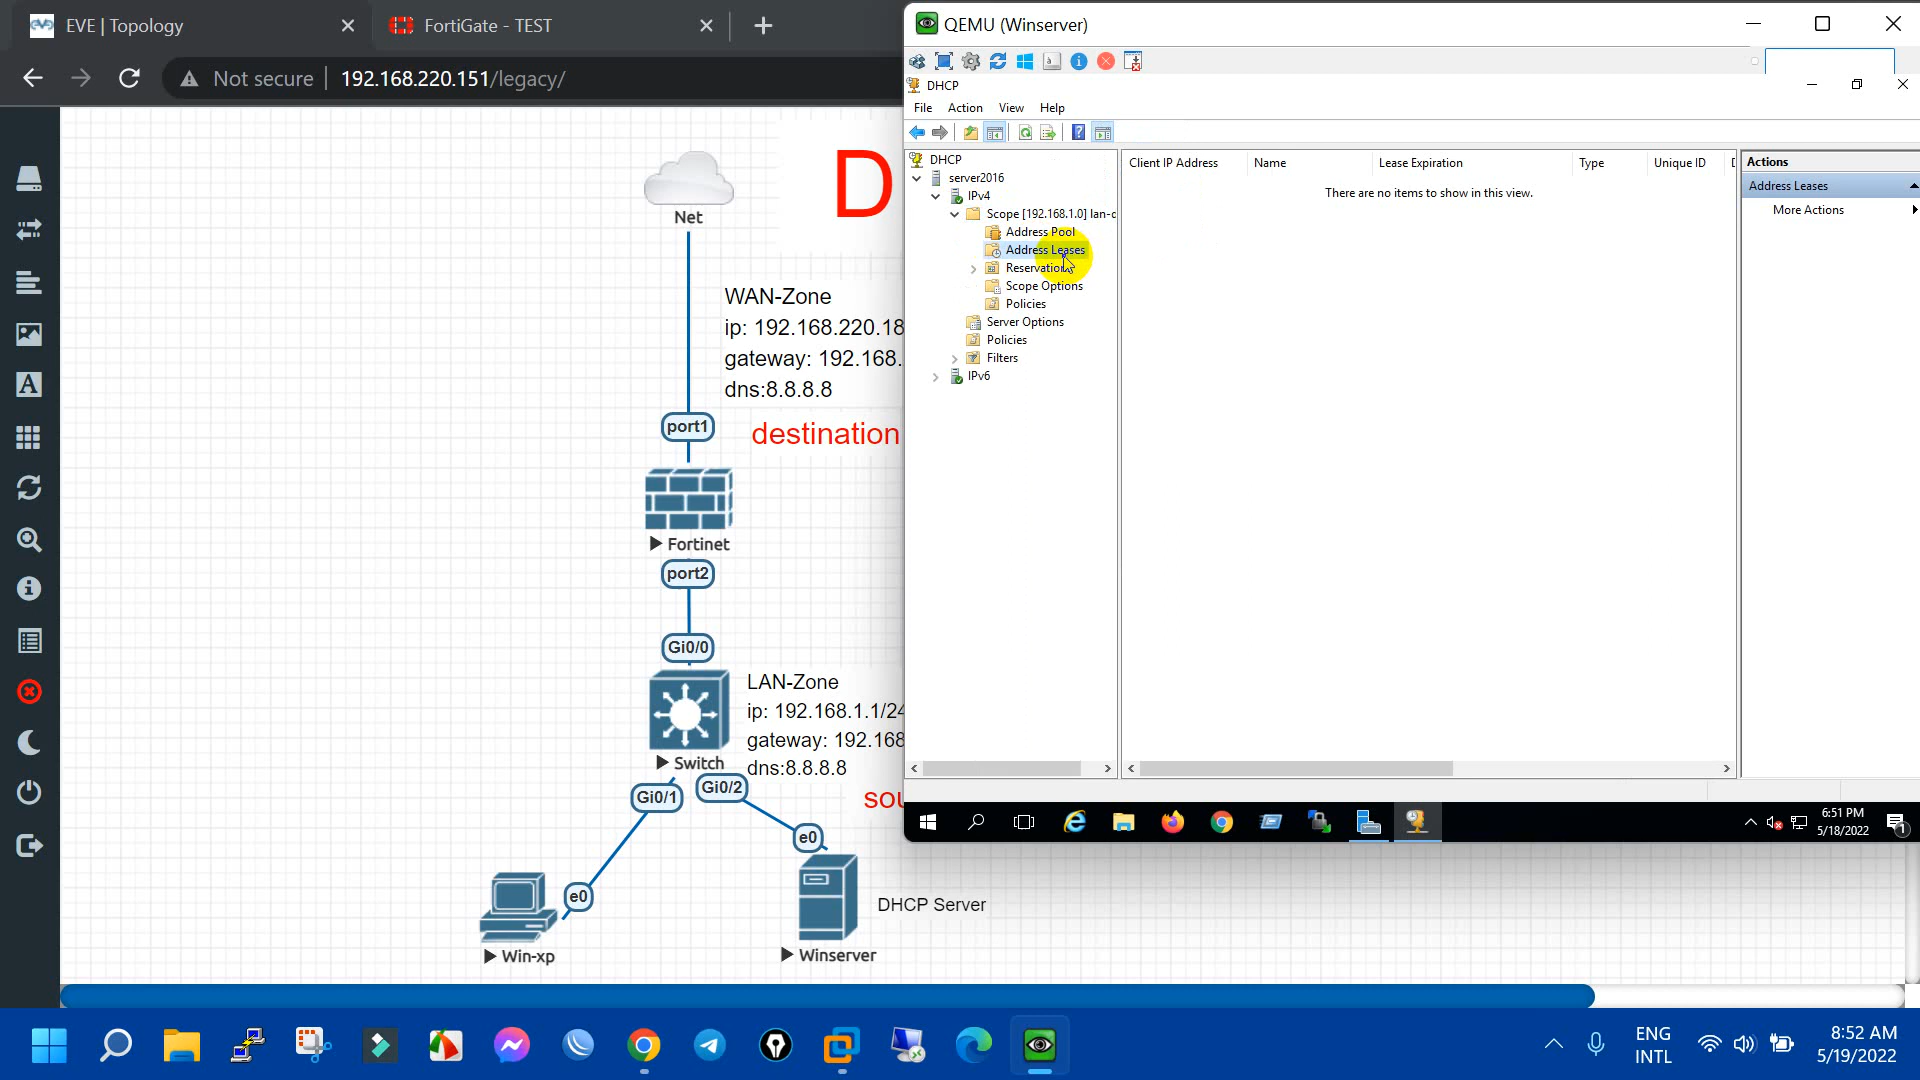 EVE | Topology
FortiGate - TEST
Not secure
192.168.220.151/legacy/
D
Net
WAN-Zone
ip: 192.168.220.18
gateway: 192.168.
dns:8.8.8.8
port1
destination
Fortinet
port2
Gi0/0
LAN-Zone
ip: 192.168.1.1/24
gateway: 192.168
dns:8.8.8.8
Switch
Gi0/1
Gi0/2
sou
e0
e0
DHCP Server
Win-xp
Winserver
QEMU (Winserver)
DHCP
File Action View Help
DHCP
server2016
IPv4
Scope [192.168.1.0] lan-d
Address Pool
Address Leases
Reservation
Scope Options
Policies
Server Options
Policies
Filters
IPv6
Client IP Address Name Lease Expiration Type Unique ID
There are no items to show in this view.
Actions
Address Leases
More Actions
6:51 PM
5/18/2022
1
ENG
INTL
8:52 AM
5/19/2022